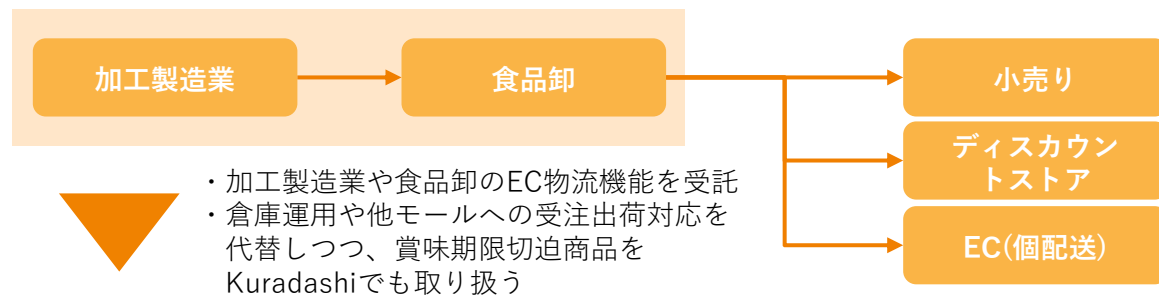 加工製造業
食品卸
小売り
ディスカウン
トストア
EC(個配送)
・加工製造業や食品卸のEC物流機能を受託
・倉庫運用や他モールへの受注出荷対応を
代替しつつ、賞味期限切迫商品を
Kuradashiでも取り扱う